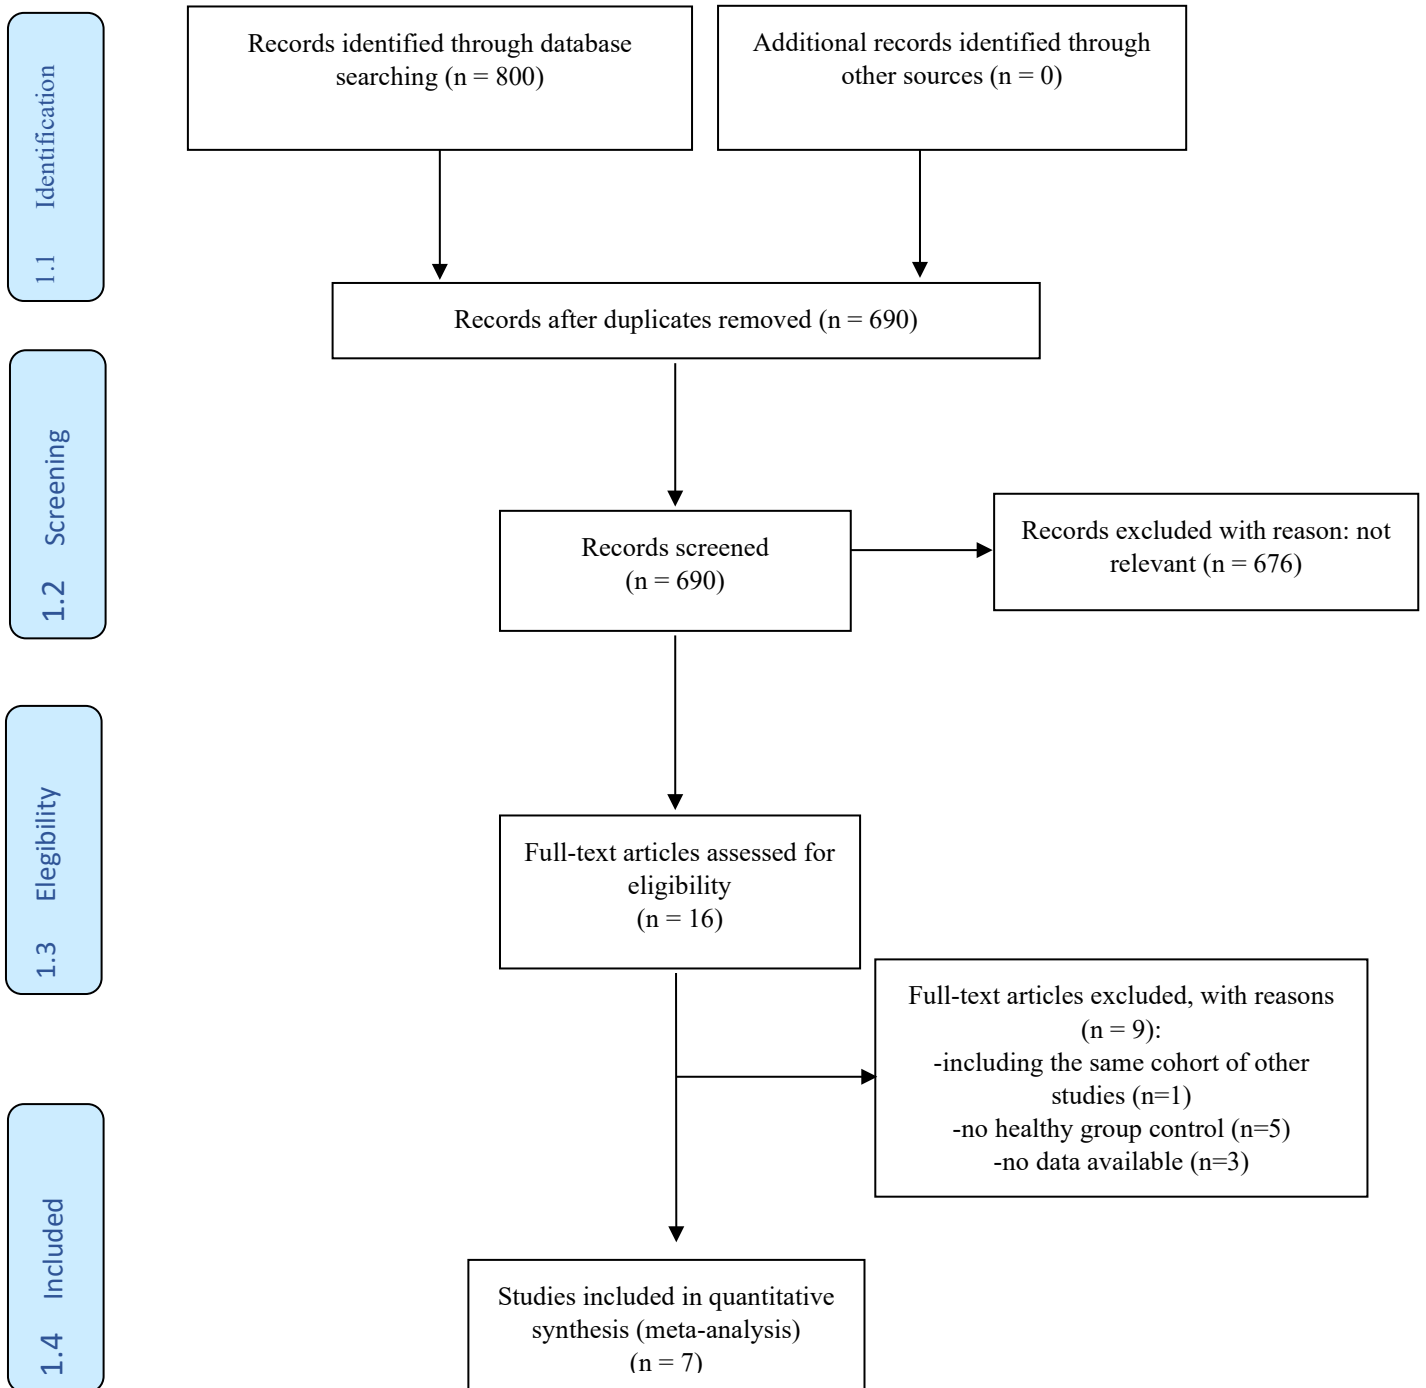 1.1 Identification
Records identified through database
searching (n = 800)
Additional records identified through
other sources (n = 0)
Records after duplicates removed (n = 690)
1.2 Screening
Records screened
(n = 690)
Records excluded with reason: not
relevant (n = 676)
1.3 Elegibility
Full-text articles assessed for
eligibility
(n = 16)
Full-text articles excluded, with reasons
(n = 9):
-including the same cohort of other
studies (n=1)
-no healthy group control (n=5)
-no data available (n=3)
1.4 Included
Studies included in quantitative
synthesis (meta-analysis)
(n = 7)